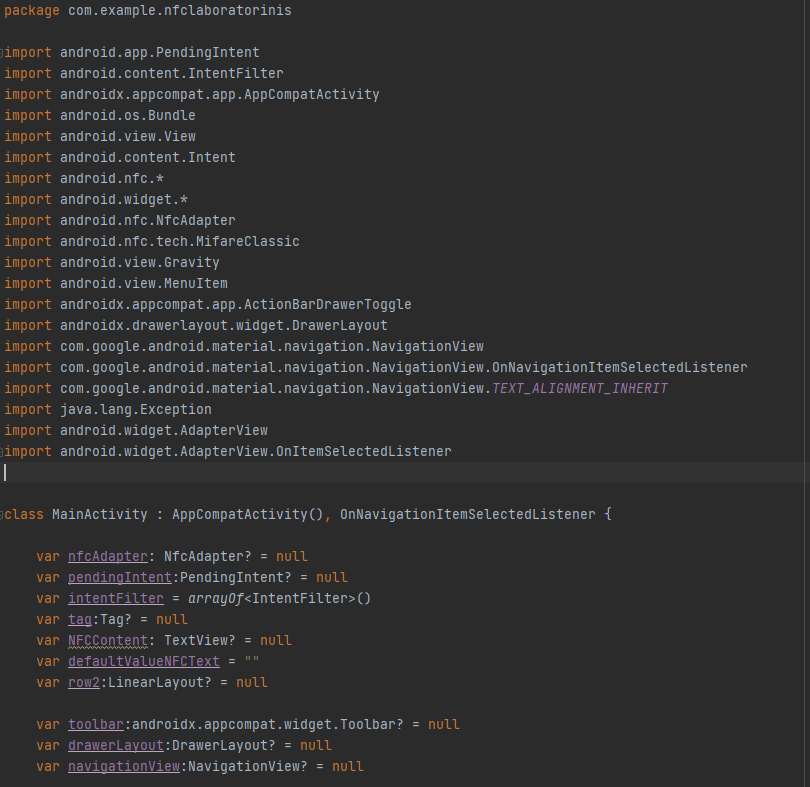 package com.example.nfclaboratorinis
import android.app.PendingIntent
import android.content.IntentFilter
import androidx.appcompat.app.AppCompatActivity
import android.os.Bundle
import android.view.View
import android.content.Intent
import android.nfc.*
import android.widget.*
import android.nfc.NfcAdapter
import android.nfc.tech.MifareClassic
import android.view.Gravity
import android.view.MenuItem
import androidx.appcompat.app.ActionBarDrawerToggle
import androidx.drawerlayout.widget.DrawerLayout
import com.google.android.material.navigation.NavigationView
import com.google.android.material.navigation.NavigationView.OnNavigationItemSelectedListener
import com.google.android.material.navigation.NavigationView.TEXT_ALIGNMENT_INHERIT
import java.lang.Exception
import android.widget.AdapterView
import android.widget.AdapterView.OnItemSelectedListener
class MainActivity : AppCompatActivity(), OnNavigationItemSelectedListener {
    var nfcAdapter: NfcAdapter? = null
    var pendingIntent:PendingIntent? = null
    var intentFilter = arrayOf<IntentFilter>()
    var tag:Tag? = null
    var NFCContent: TextView? = null
    var defaultValueNFCText = ""
    var row2:LinearLayout? = null
    var toolbar:androidx.appcompat.widget.Toolbar? = null
    var drawerLayout:DrawerLayout? = null
    var navigationView:NavigationView? = null